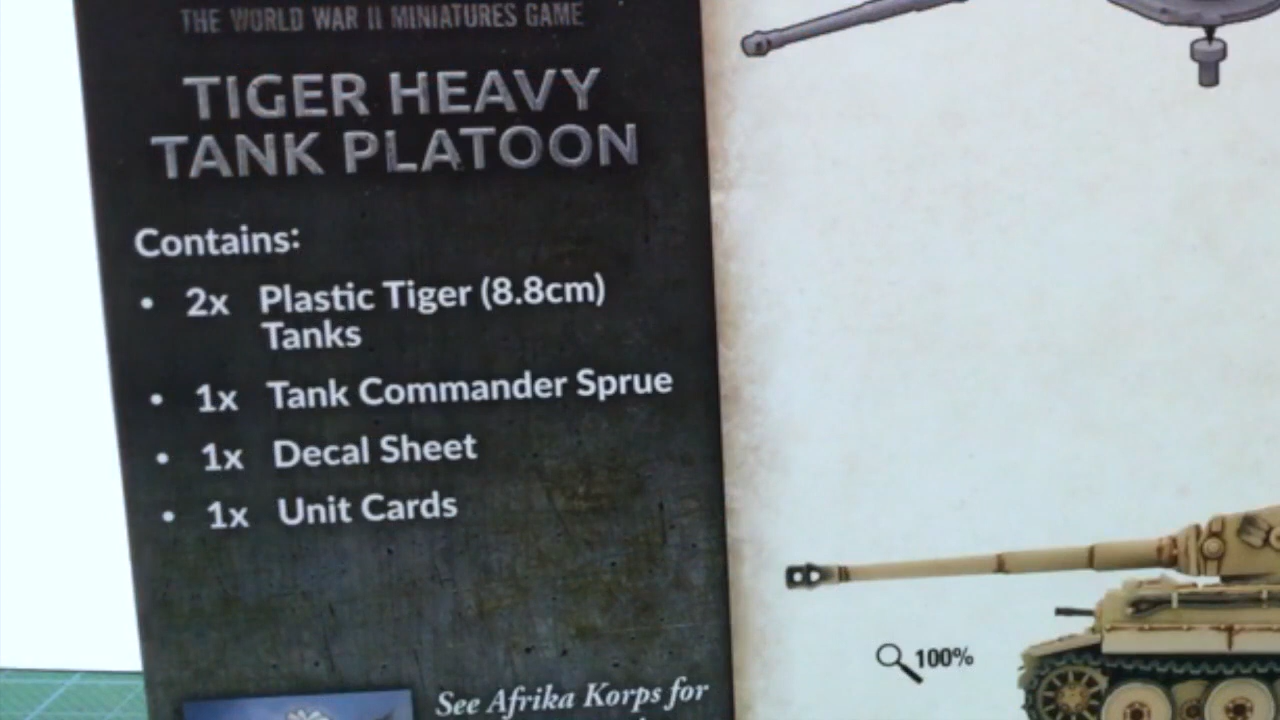 THE WORLD WAR II MINIATURES GAME
TIGER HEAVY
TANK PLATOON
Contains:
• 2x Plastic Tiger (8.8cm)
Tanks
• 1x Tank Commander Sprue
• 1x Decal Sheet
• 1x Unit Cards
See Afrika Korps for
100%